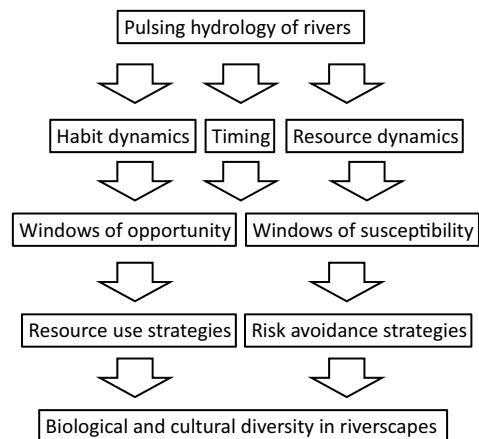 Pulsing hydrology of rivers
Habit dynamics
Timing
Resource dynamics
Windows of opportunity
Windows of susceptibility
Resource use strategies
Risk avoidance strategies
Biological and cultural diversity in riverscapes